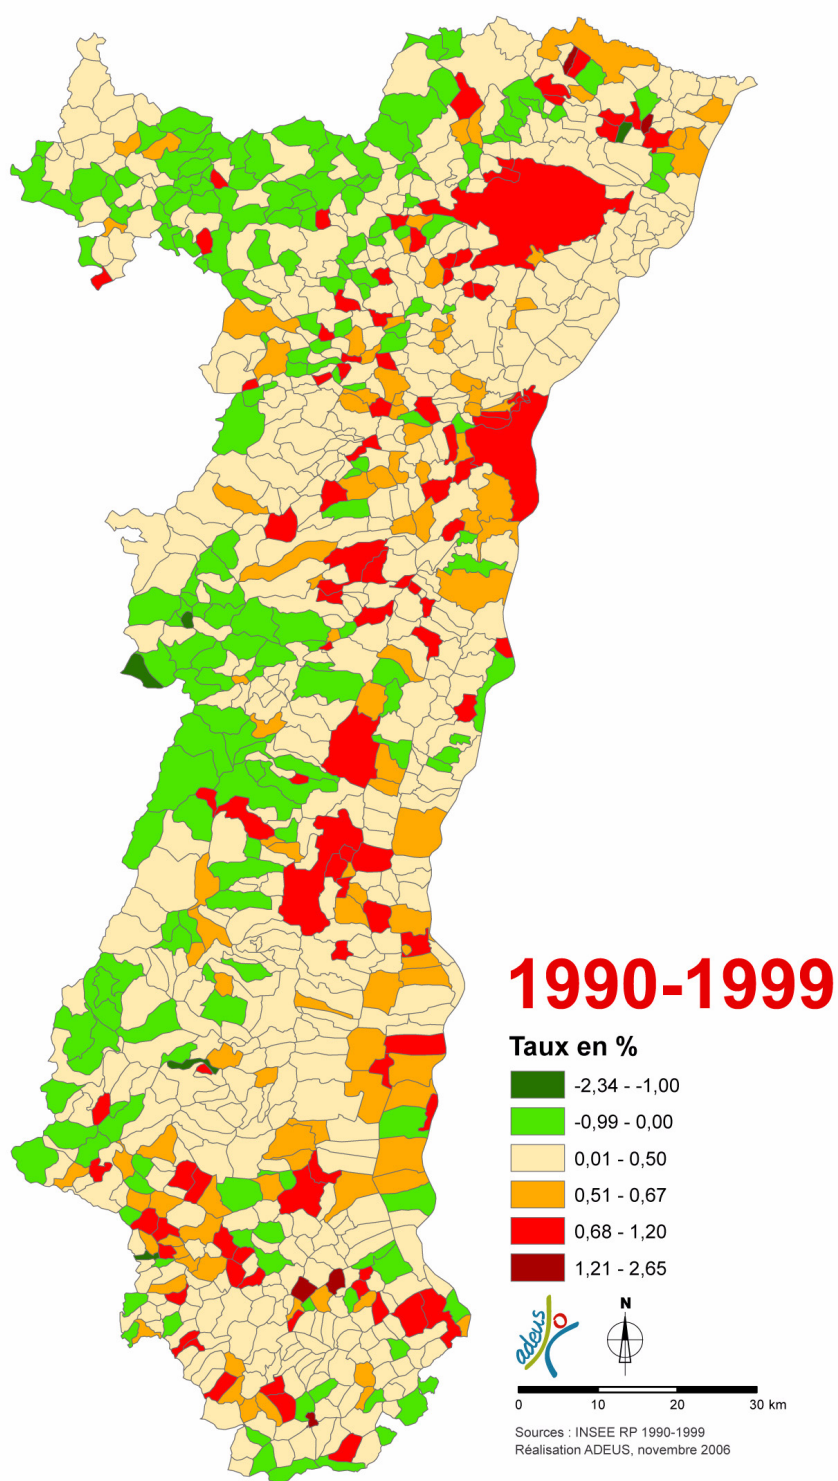 1990-1999
Taux en %
-2,34 - -1,00
-0,99 - 0,00
0,01 - 0,50
0,51 - 0,67
0,68 - 1,20
1,21 - 2,65
adeus
N
0 10 20 30 km
Sources : INSEE RP 1990-1999
Réalisation ADEUS, novembre 2006